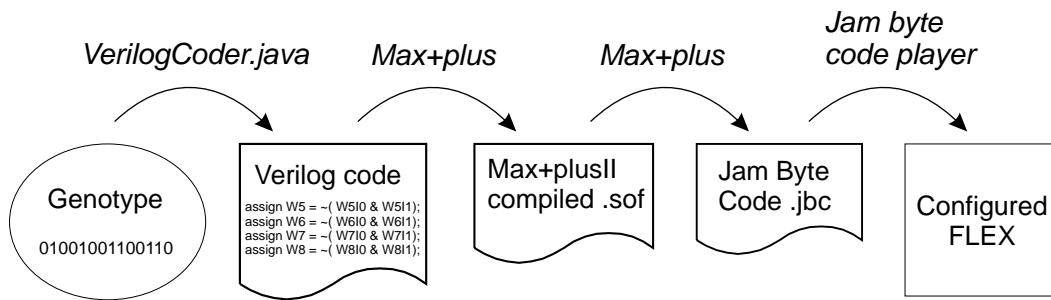 VerilogCoder.java
Max+plus
Max+plus
Jam byte
code player
Genotype
01001001100110
Verilog code
assign W5 = ~( W5I0 & W5I1);
assign W6 = ~( W6I0 & W6I1);
assign W7 = ~( W7I0 & W7I1);
assign W8 = ~( W8I0 & W8I1);
Max+plusII
compiled .sof
Jam Byte
Code .jbc
Configured
FLEX